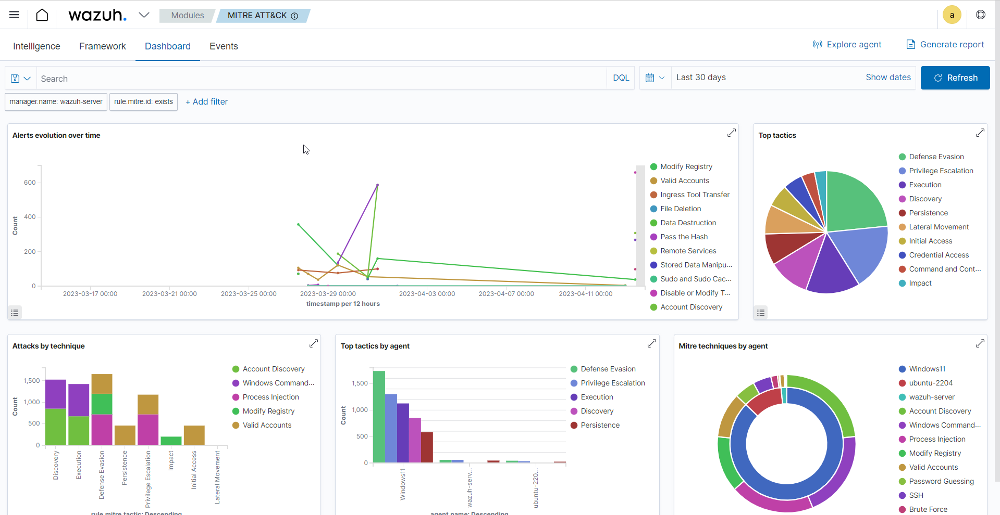 wazuh.
Modules
MITRE ATT&CK
a
Intelligence
Framework
Dashboard
Events
Explore agent
Generate report
Search
DQL
Last 30 days
Show dates
Refresh
manager.name: wazuh-server
rule.mitre.id: exists
+ Add filter
Alerts evolution over time
600
400
200
0
Count
2023-03-17 00:00
2023-03-21 00:00
2023-03-25 00:00
2023-03-29 00:00
2023-04-03 00:00
2023-04-07 00:00
2023-04-11 00:00
timestamp per 12 hours
Modify Registry
Valid Accounts
Ingress Tool Transfer
File Deletion
Data Destruction
Pass the Hash
Remote Services
Stored Data Manipu...
Sudo and Sudo Cac...
Disable or Modify T...
Account Discovery
Top tactics
Defense Evasion
Privilege Escalation
Execution
Discovery
Persistence
Lateral Movement
Initial Access
Credential Access
Command and Cont...
Impact
Attacks by technique
1,500
1,000
500
0
Count
Discovery
Execution
Defense Evasion
Persistence
Privilege Escalation
Impact
Initial Access
Lateral Movement
rule.mitre.tactic: Descending
Account Discovery
Windows Command...
Process Injection
Modify Registry
Valid Accounts
Top tactics by agent
1,500
1,000
500
0
Count
Windows11
wazuh-serv...
ubuntu-220...
agent.name: Descending
Defense Evasion
Privilege Escalation
Execution
Discovery
Persistence
Mitre techniques by agent
Windows11
ubuntu-2204
wazuh-server
Account Discovery
Windows Command...
Process Injection
Modify Registry
Valid Accounts
Password Guessing
SSH
Brute Force